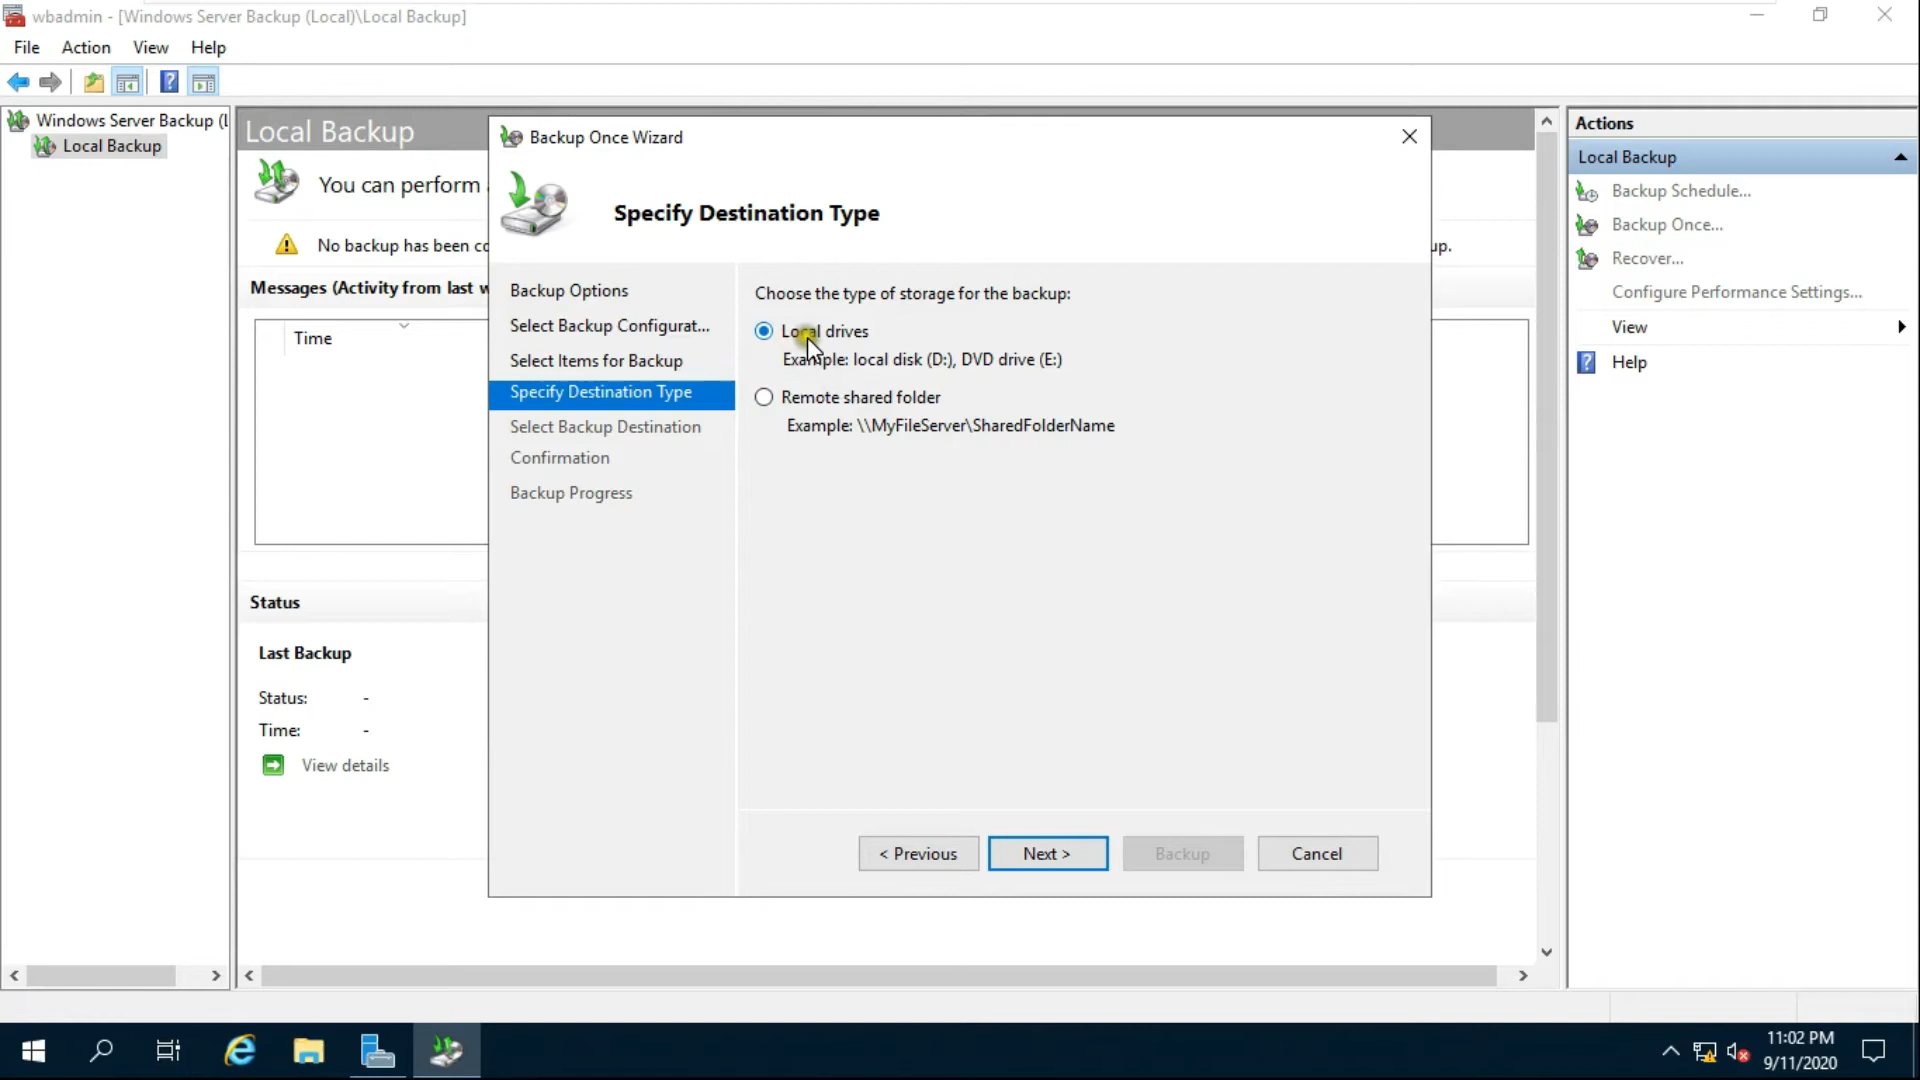 wbadmin - [Windows Server Backup (Local)\Local Backup]
File Action View Help
Windows Server Backup (L
Local Backup
Local Backup
You can perform
No backup has been co
up.
Messages (Activity from last w
Time
Status
Last Backup
Status: -
Time: -
View details
Backup Once Wizard
Specify Destination Type
Backup Options
Select Backup Configurat...
Select Items for Backup
Specify Destination Type
Select Backup Destination
Confirmation
Backup Progress
Choose the type of storage for the backup:
Local drives
Example: local disk (D:), DVD drive (E:)
Remote shared folder
Example: \\MyFileServer\SharedFolderName
< Previous
Next >
Backup
Cancel
Actions
Local Backup
Backup Schedule...
Backup Once...
Recover...
Configure Performance Settings...
View
Help
11:02 PM
9/11/2020